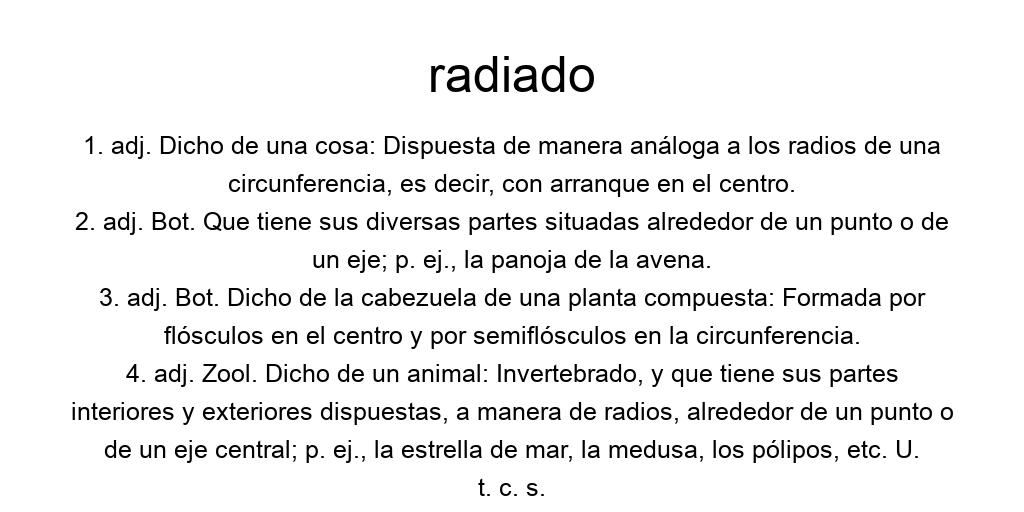 radiado
1. adj. Dicho de una cosa: Dispuesta de manera análoga a los radios de una
circunferencia, es decir, con arranque en el centro.
2. adj. Bot. Que tiene sus diversas partes situadas alrededor de un punto o de
un eje; p. ej., la panoja de la avena.
3. adj. Bot. Dicho de la cabezuela de una planta compuesta: Formada por
flósculos en el centro y por semiflósculos en la circunferencia.
4. adj. Zool. Dicho de un animal: Invertebrado, y que tiene sus partes
interiores y exteriores dispuestas, a manera de radios, alrededor de un punto o
de un eje central; p. ej., la estrella de mar, la medusa, los pólipos, etc. U.
t. c. s.